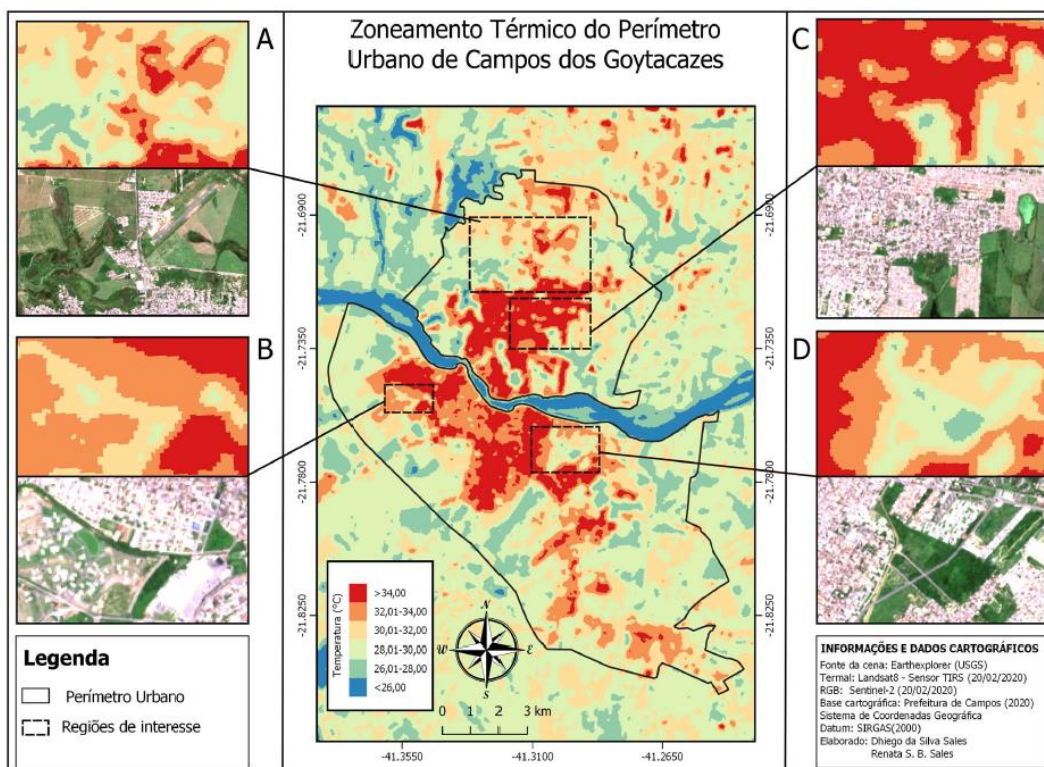 Zoneamento Térmico do Perímetro
Urbano de Campos dos Goytacazes
A
B
C
D
-21.6900
-21.7350
-21.7800
-21.8250
-21.6900
-21.7350
-21.7800
-21.8250
-41.3550
-41.3100
-41.2650
Temperatura (°C)
>34,00
32,01-34,00
30,01-32,00
28,01-30,00
26,01-28,00
<26,00
N
W
E
S
0 1 2 3 km
Legenda
Perímetro Urbano
Regiões de interesse
INFORMAÇÕES E DADOS CARTOGRÁFICOS
Fonte da cena: Earthexplorer (USGS)
Termal: Landsat8 - Sensor TIRS (20/02/2020)
RGB: Sentinel-2 (20/02/2020)
Base cartográfica: Prefeitura de Campos (2020)
Sistema de Coordenadas Geográfica
Datum: SIRGAS(2000)
Elaborado: Dhiego da Silva Sales
Renata S. B. Sales